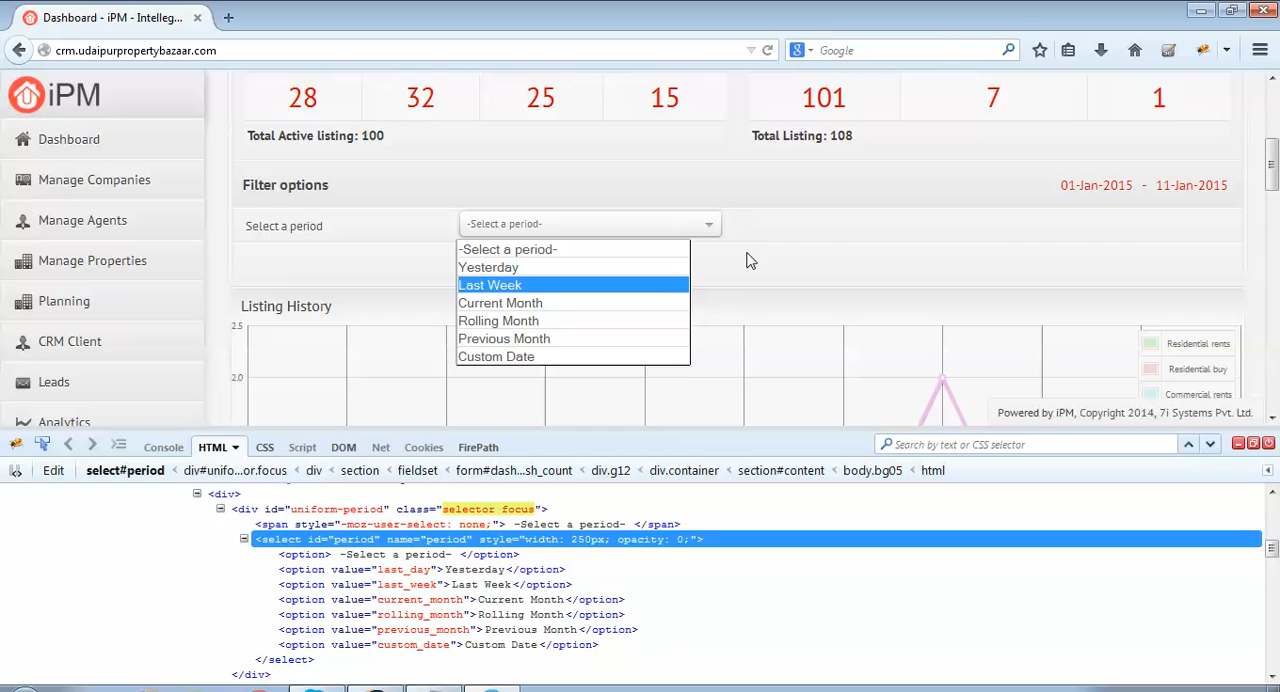 Dashboard - iPM - Intelleg...
crm.udaipurpropertybazaar.com
Google
iPM
28 32 25 15 101 7 1
Total Active listing: 100
Total Listing: 108
Dashboard
Manage Companies
Manage Agents
Manage Properties
Planning
CRM Client
Leads
Analytics
Filter options
01-Jan-2015 - 11-Jan-2015
Select a period
-Select a period-
-Select a period-
Yesterday
Last Week
Current Month
Rolling Month
Previous Month
Custom Date
Listing History
2.5
2.0
Residential rents
Residential buy
Commercial rents
Powered by iPM, Copyright 2014, 7i Systems Pvt. Ltd.
Console HTML CSS Script DOM Net Cookies FirePath
Search by text or CSS selector
Edit select#period < div#unifo...or.focus < div < section < fieldset < form#dash...sh_count < div.g12 < div.container < section#content < body.bg05 < html
<div>
<div id="uniform-period" class="selector focus">
<span style="-moz-user-select: none;"> -Select a period- </span>
<select id="period" name="period" style="width: 250px; opacity: 0;">
<option> -Select a period- </option>
<option value="last_day">Yesterday</option>
<option value="last_week">Last Week</option>
<option value="current_month">Current Month</option>
<option value="rolling_month">Rolling Month</option>
<option value="previous_month">Previous Month</option>
<option value="custom_date">Custom Date</option>
</select>
</div>